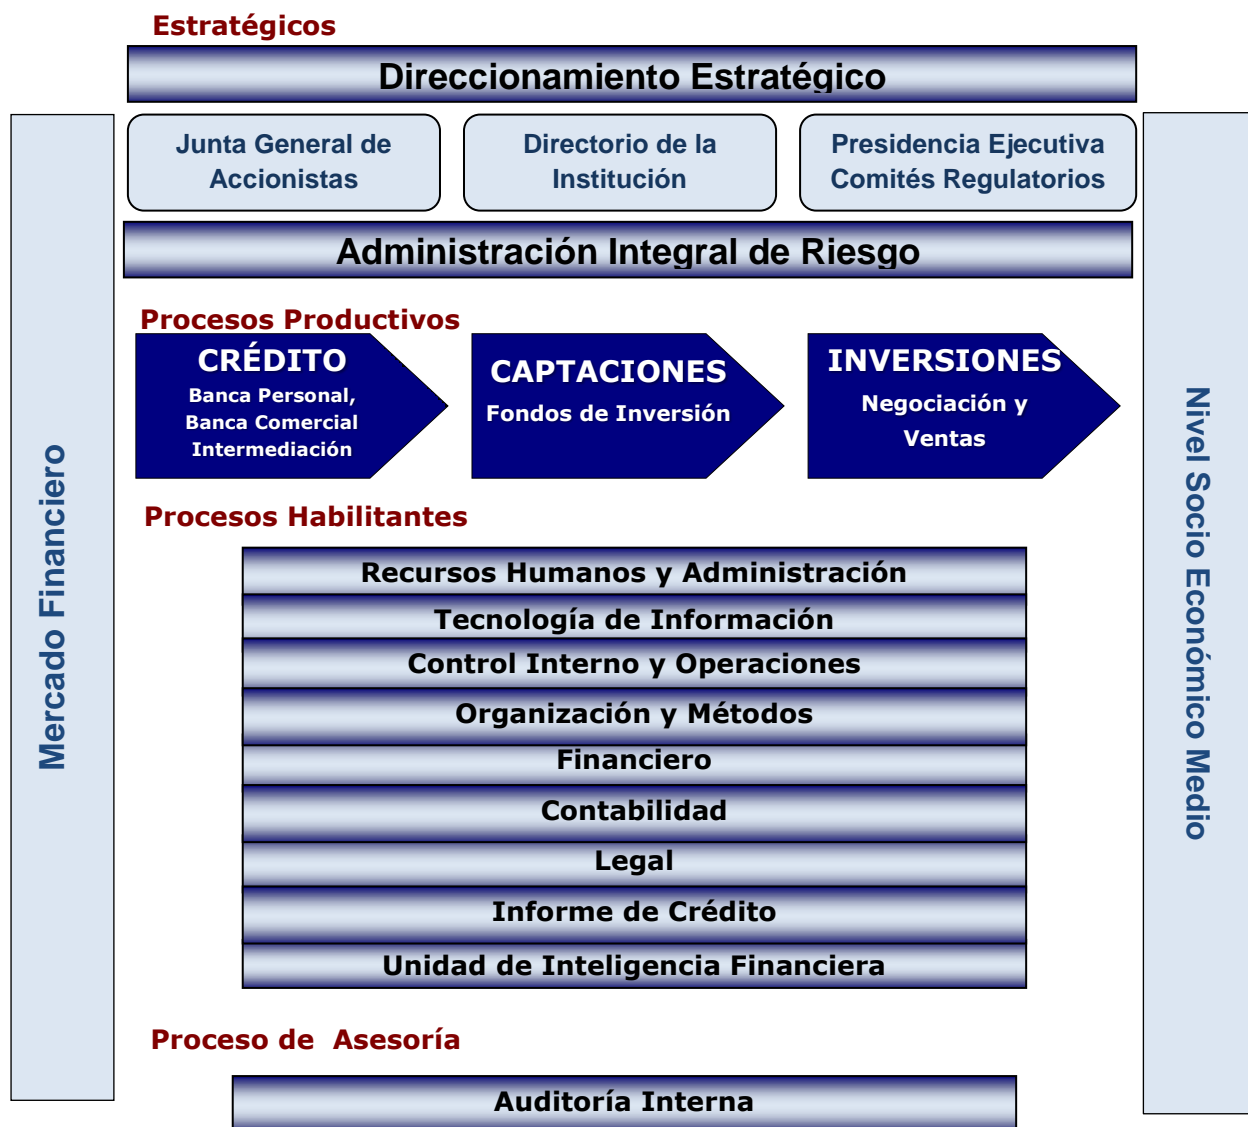 Estratégicos
Direccionamiento Estratégico
Junta General de
Accionistas
Directorio de la
Institución
Presidencia Ejecutiva
Comités Regulatorios
Administración Integral de Riesgo
Mercado Financiero
Nivel Socio Económico Medio
Procesos Productivos
CRÉDITO
Banca Personal,
Banca Comercial
Intermediación
CAPTACIONES
Fondos de Inversión
INVERSIONES
Negociación y
Ventas
Procesos Habilitantes
Recursos Humanos y Administración
Tecnología de Información
Control Interno y Operaciones
Organización y Métodos
Financiero
Contabilidad
Legal
Informe de Crédito
Unidad de Inteligencia Financiera
Proceso de  Asesoría
Auditoría Interna